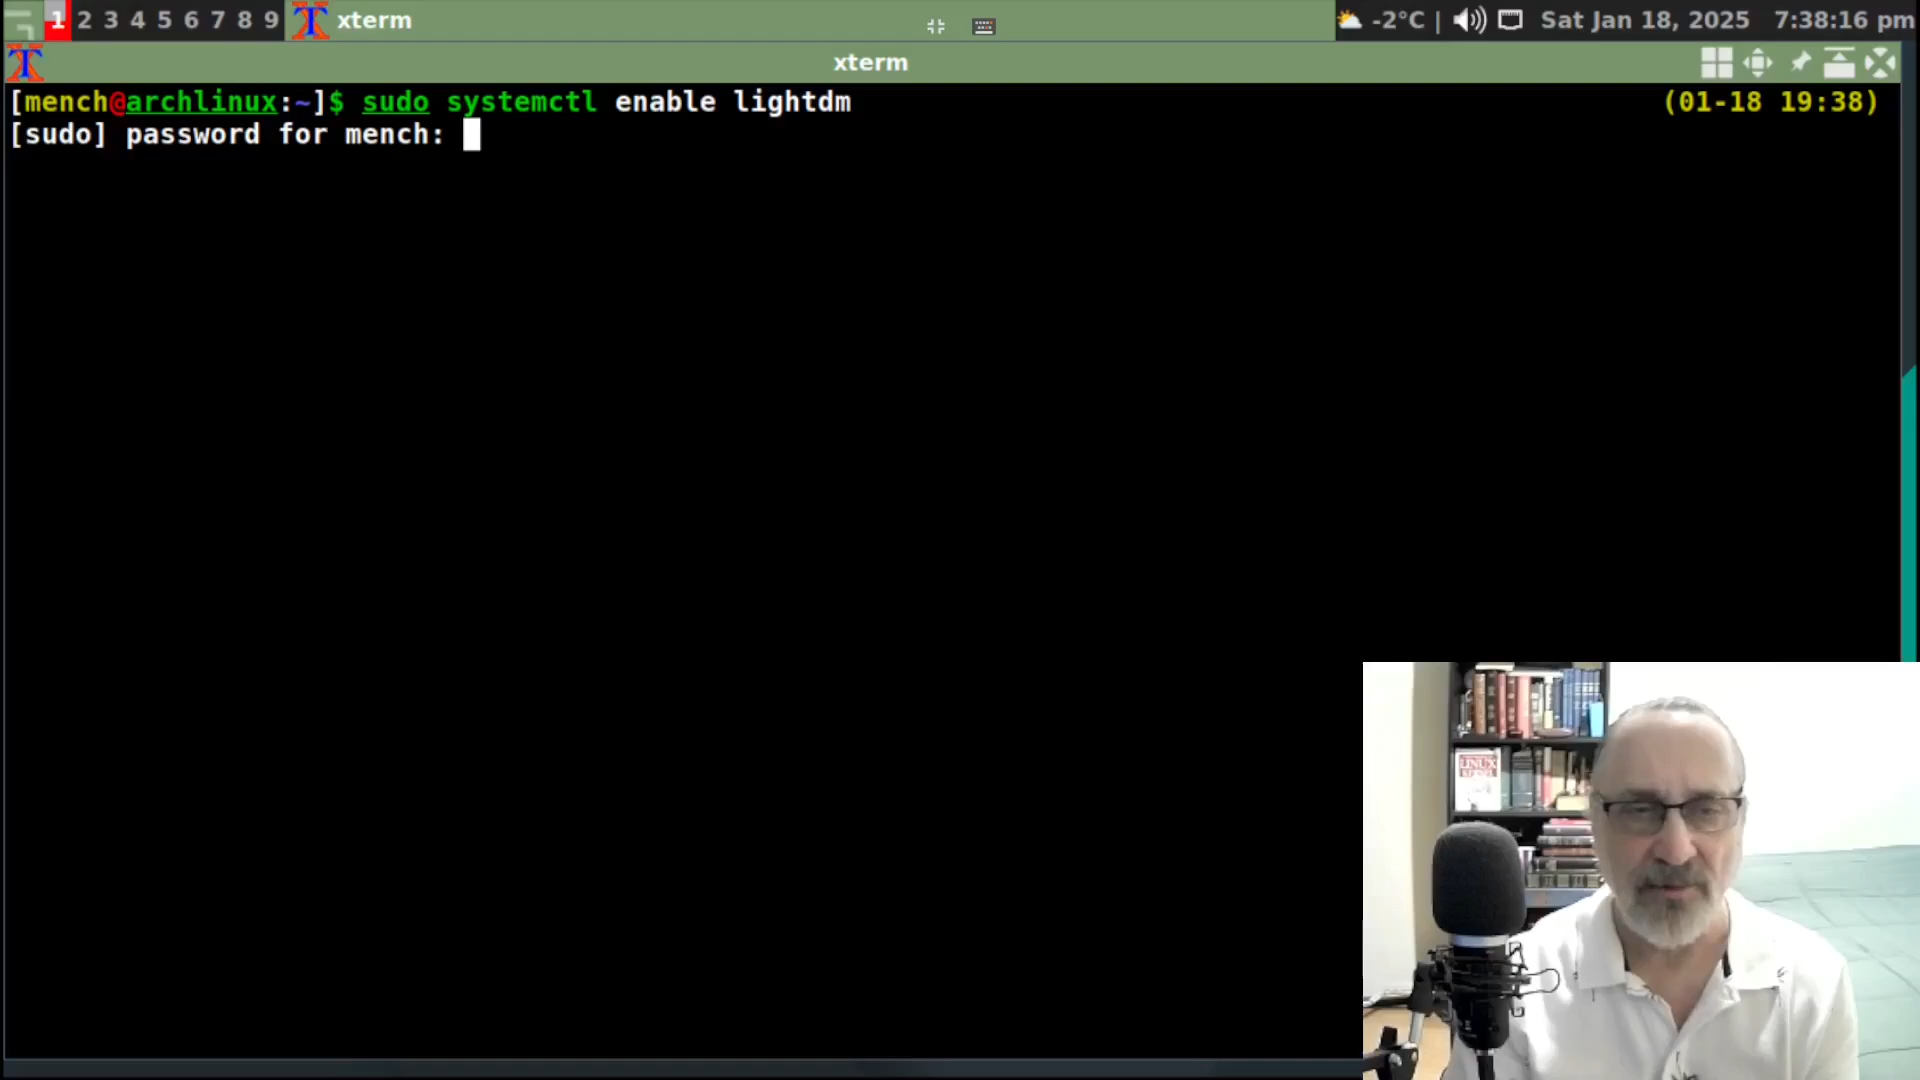 1 2 3 4 5 6 7 8 9 xterm -2°C | Sat Jan 18, 2025 7:38:16 pm
xterm
[mench@archlinux:~]$ sudo systemctl enable lightdm (01-18 19:38)
[sudo] password for mench:
LINUX